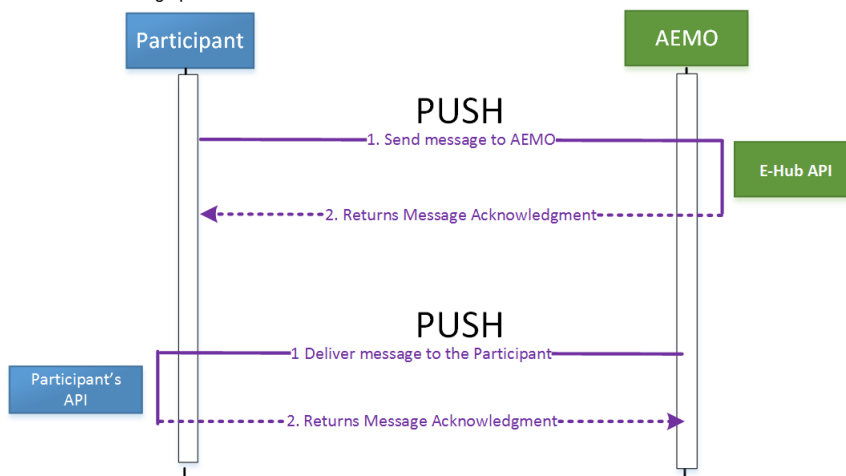 Participant
AEMO
PUSH
1. Send message to AEMO
E-Hub API
2. Returns Message Acknowledgment
PUSH
1 Deliver message to the Participant
Participant's
API
2. Returns Message Acknowledgment